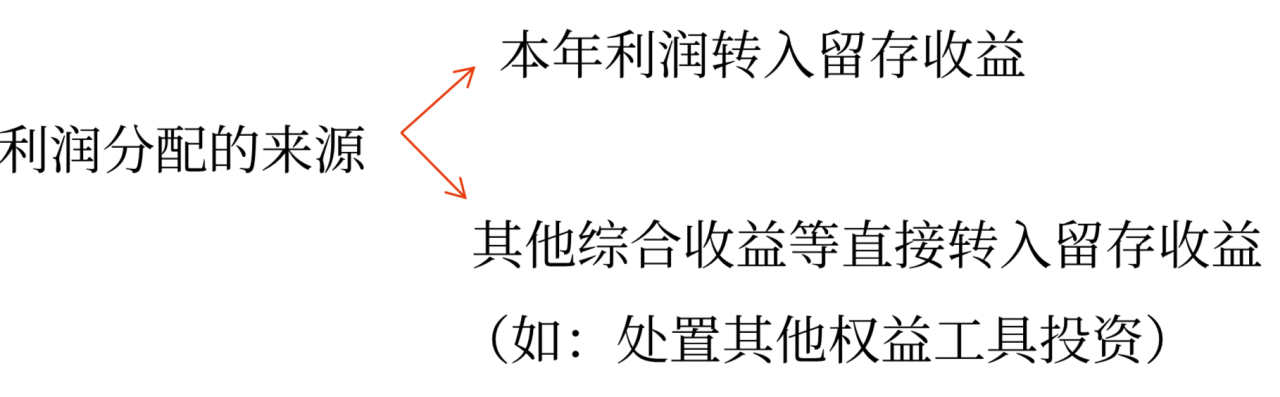 本年利润转入留存收益
利润分配的来源
其他综合收益等直接转入留存收益
（如：处置其他权益工具投资）